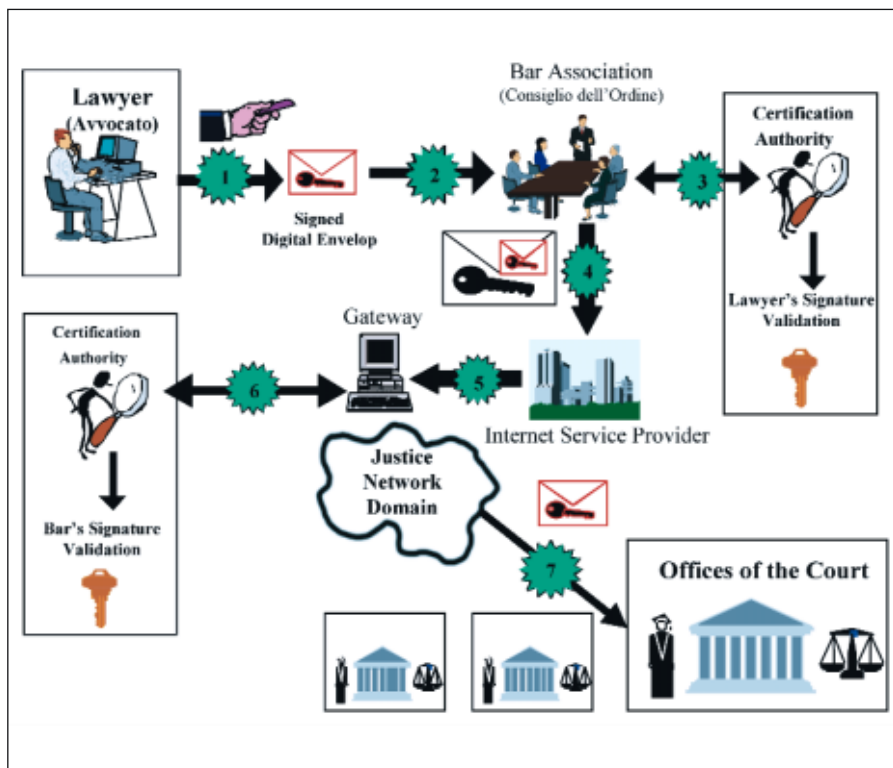 Lawyer
(Avvocato)
1
Signed
Digital Envelop
2
Bar Association
(Consiglio dell'Ordine)
3
Certification
Authority
Lawyer's Signature
Validation
4
Internet Service Provider
5
Gateway
6
Certification
Authority
Bar's Signature
Validation
Justice
Network
Domain
7
Offices of the Court